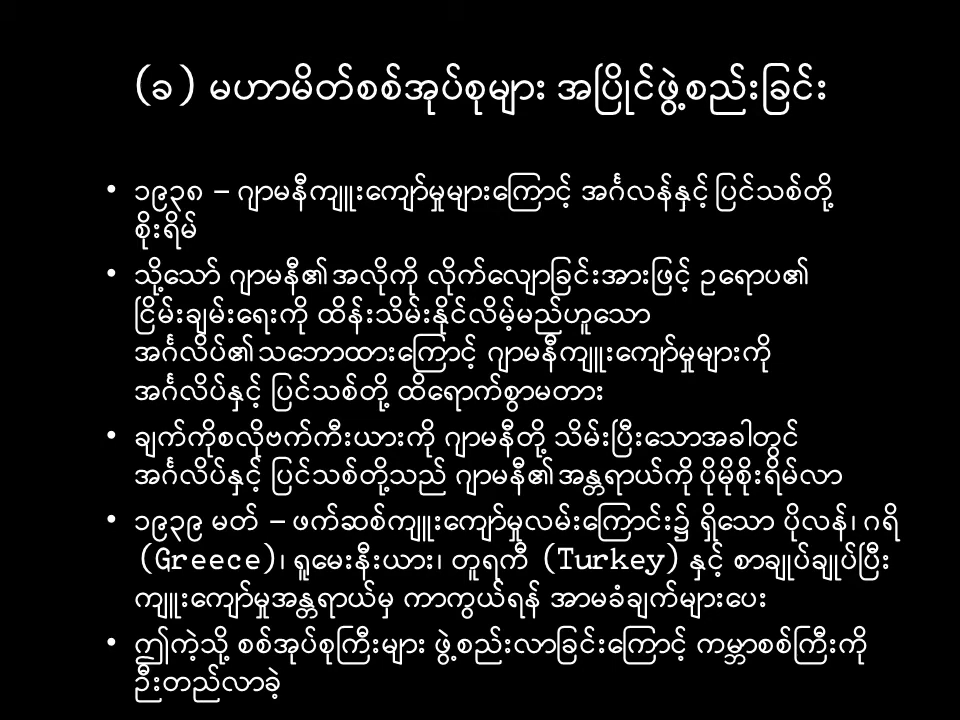 (ခ) မဟာမိတ်စစ်အုပ်စုများ အပြိုင်ဖွဲ့စည်းခြင်း
• ၁၉၃၈ – ဂျာမနီကျူးကျော်မှုများကြောင့် အင်္ဂလန်နှင့် ပြင်သစ်တို့
စိုးရိမ်
• သို့သော် ဂျာမနီ၏ အလိုကို လိုက်လျောခြင်းအားဖြင့် ဥရောပ၏
ငြိမ်းချမ်းရေးကို ထိန်းသိမ်းနိုင်လိမ့်မည်ဟူသော
အင်္ဂလိပ်၏ သဘောထားကြောင့် ဂျာမနီကျူးကျော်မှုများကို
အင်္ဂလိပ်နှင့် ပြင်သစ်တို့ ထိရောက်စွာမတား
• ချက်ကိုစလိုဗက်ကီးယားကို ဂျာမနီတို့ သိမ်းပြီးသောအခါတွင်
အင်္ဂလိပ်နှင့် ပြင်သစ်တို့သည် ဂျာမနီ၏ အန္တရာယ်ကို ပိုမိုစိုးရိမ်လာ
• ၁၉၃၉ မတ် – ဖက်ဆစ်ကျူးကျော်မှုလမ်းကြောင်း၌ ရှိသော ပိုလန်၊ ဂရိ
(Greece)၊ ရူမေးနီးယား၊ တူရကီ (Turkey) နှင့် စာချုပ်ချုပ်ပြီး
ကျူးကျော်မှုအန္တရာယ်မှ ကာကွယ်ရန် အာမခံချက်များပေး
• ဤကဲ့သို့ စစ်အုပ်စုကြီးများ ဖွဲ့စည်းလာခြင်းကြောင့် ကမ္ဘာစစ်ကြီးကို
ဦးတည်လာခဲ့